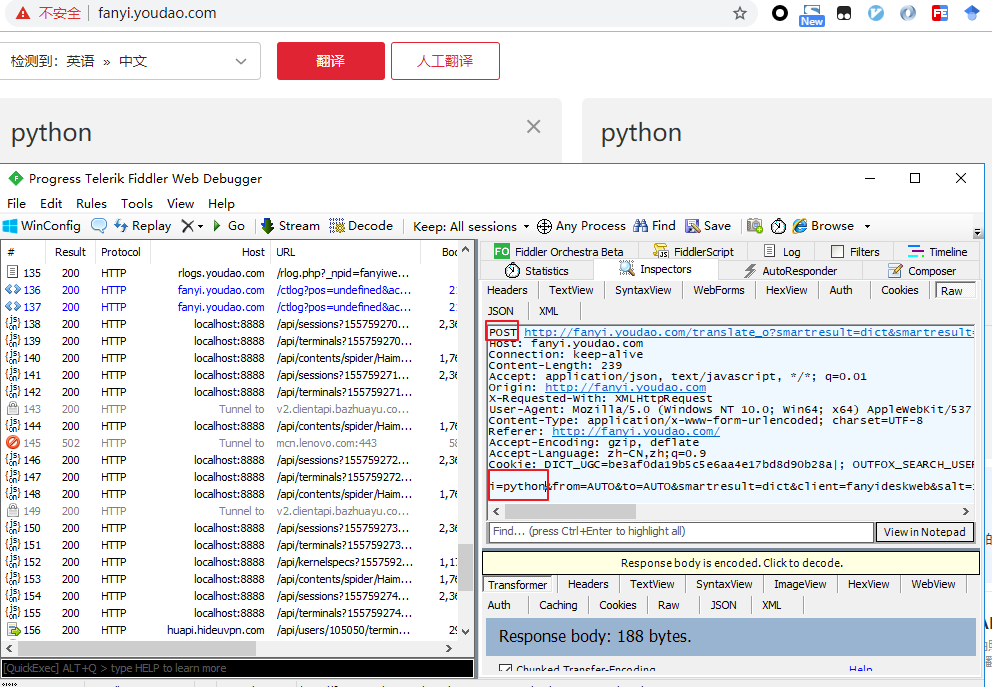 不安全 fanyi.youdao.com
New
检测到: 英语 » 中文 翻译 人工翻译
python python
Progress Telerik Fiddler Web Debugger
File Edit Rules Tools View Help
WinConfig Replay Go Stream Decode Keep: All sessions Any Process Find Save Browse
# Result Protocol Host URL Boc
135 200 HTTP rlogs.youdao.com /rlog.php?_npid=fanyiwe...
136 200 HTTP fanyi.youdao.com /ctlog?pos=undefined&ac... 21
137 200 HTTP fanyi.youdao.com /ctlog?pos=undefined&ac... 21
138 200 HTTP localhost:8888 /api/sessions?155759270... 2,36
139 200 HTTP localhost:8888 /api/terminals?155759270...
140 200 HTTP localhost:8888 /api/contents/spider/Haim... 1,76
141 200 HTTP localhost:8888 /api/sessions?155759271... 2,36
142 200 HTTP localhost:8888 /api/terminals?155759271...
143 200 HTTP Tunnel to v2.clientapi.bazhuayu.co...
144 200 HTTP localhost:8888 /api/contents/spider/Haim... 1,76
145 502 HTTP Tunnel to mcn.lenovo.com:443 58
146 200 HTTP localhost:8888 /api/sessions?155759272... 2,36
147 200 HTTP localhost:8888 /api/terminals?155759272...
148 200 HTTP localhost:8888 /api/contents/spider/Haim... 1,76
149 200 HTTP Tunnel to v2.clientapi.bazhuayu.co...
150 200 HTTP localhost:8888 /api/sessions?155759273... 2,36
151 200 HTTP localhost:8888 /api/terminals?155759273...
152 200 HTTP localhost:8888 /api/kernelspecs?1557592... 1,17
153 200 HTTP localhost:8888 /api/contents/spider/Haim... 1,76
154 200 HTTP localhost:8888 /api/sessions?155759274... 2,36
155 200 HTTP localhost:8888 /api/terminals?155759274...
156 200 HTTP huapi.hideuvpn.com /api/users/105050/termin... 29
[QuickExec] ALT+Q > type HELP to learn more
FO Fiddler Orchestra Beta FiddlerScript Log Filters Timeline
Statistics Inspectors AutoResponder Composer
Headers TextView SyntaxView WebForms HexView Auth Cookies Raw
JSON XML
POST http://fanyi.youdao.com/translate_o?smartresult=dict&smartresult=
Host: fanyi.youdao.com
Connection: keep-alive
Content-Length: 239
Accept: application/json, text/javascript, */*; q=0.01
Origin: http://fanyi.youdao.com
X-Requested-With: XMLHttpRequest
User-Agent: Mozilla/5.0 (Windows NT 10.0; Win64; x64) AppleWebKit/537
Content-Type: application/x-www-form-urlencoded; charset=UTF-8
Referer: http://fanyi.youdao.com/
Accept-Encoding: gzip, deflate
Accept-Language: zh-CN,zh;q=0.9
Cookie: DICT_UGC=be3af0da19b5c5e6aa4e17bd8d90b28a|; OUTFOX_SEARCH_USER
i=python&from=AUTO&to=AUTO&smartresult=dict&client=fanyideskweb&salt=
Find... (press Ctrl+Enter to highlight all) View in Notepad
Response body is encoded. Click to decode.
Transformer Headers TextView SyntaxView ImageView HexView WebView
Auth Caching Cookies Raw JSON XML
Response body: 188 bytes.
Chunked Transfer-Encoding Help